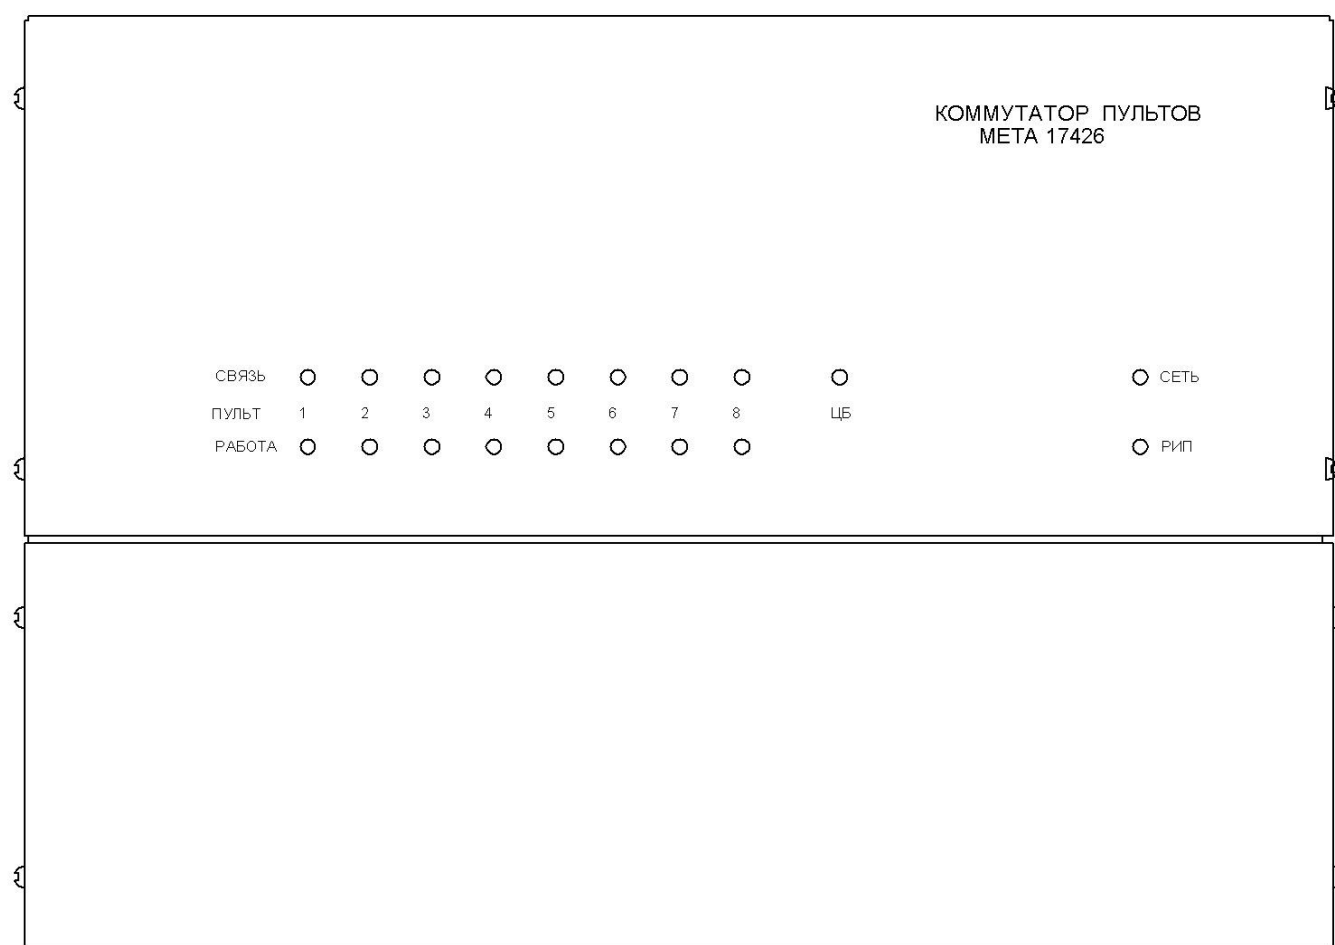 КОММУТАТОР ПУЛЬТОВ
МЕТА 17426
СВЯЗЬ СЕТЬ
ПУЛЬТ 1 2 3 4 5 6 7 8 ЦБ
РАБОТА РИП